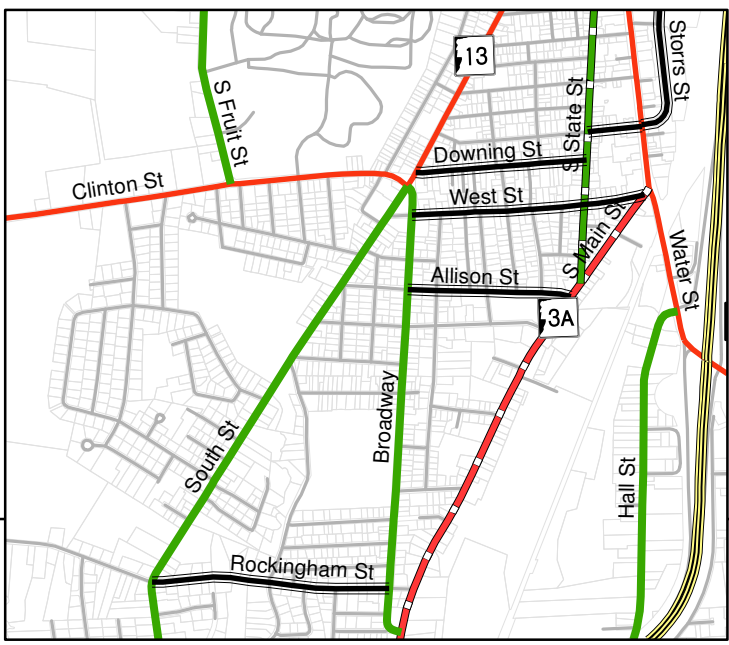 Storrs St
13
S Fruit St
S State St
Downing St
Clinton St
West St
S Main St
Water St
Allison St
3A
Broadway
South St
Hall St
Rockingham St